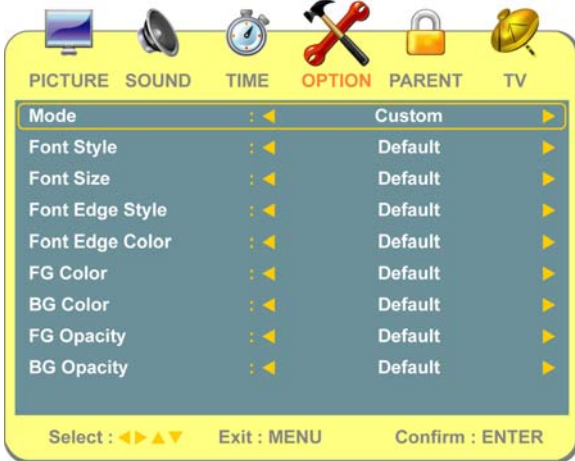 PICTURE SOUND TIME OPTION PARENT TV
Mode : ◀ Custom ▶
Font Style : ◀ Default ▶
Font Size : ◀ Default ▶
Font Edge Style : ◀ Default ▶
Font Edge Color : ◀ Default ▶
FG Color : ◀ Default ▶
BG Color : ◀ Default ▶
FG Opacity : ◀ Default ▶
BG Opacity : ◀ Default ▶
Select : ◀▶▲▼ Exit : MENU Confirm : ENTER